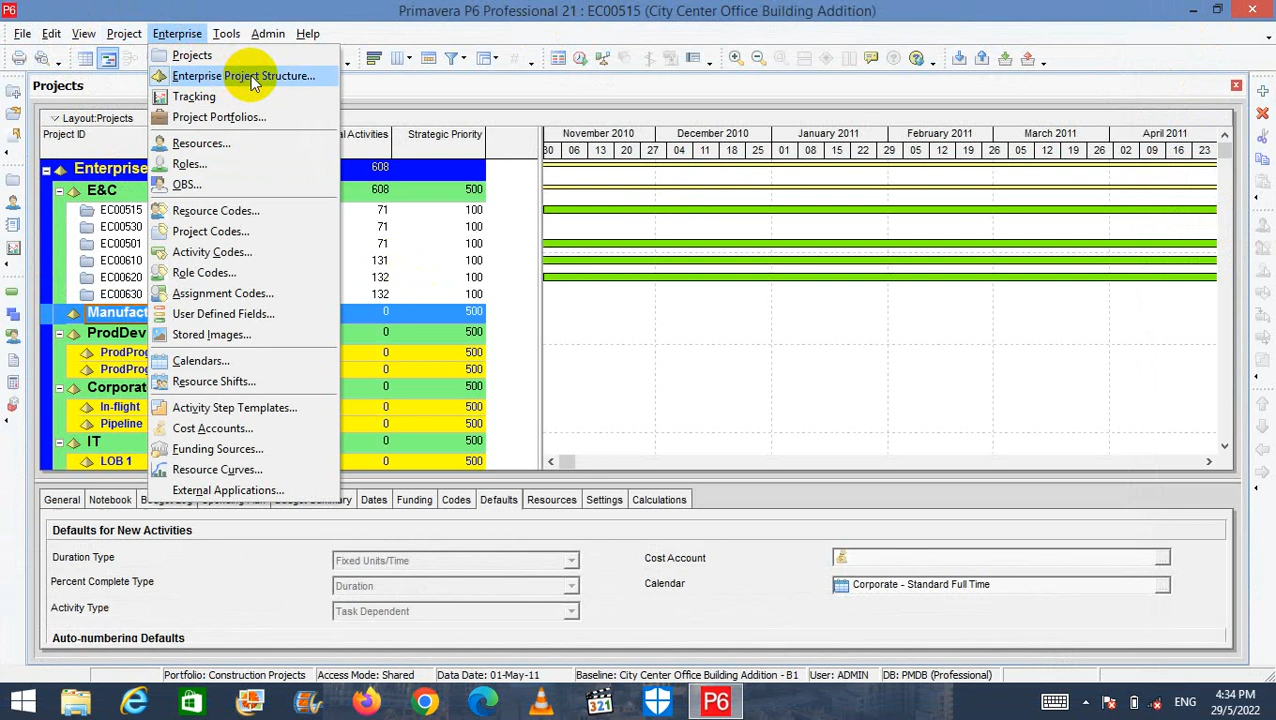 P6 Primavera P6 Professional 21 : EC00515 (City Center Office Building Addition)
File Edit View Project Enterprise Tools Admin Help
Projects
Enterprise Project Structure...
Tracking
Project Portfolios...
Resources...
Roles...
OBS...
Resource Codes...
Project Codes...
Activity Codes...
Role Codes...
Assignment Codes...
User Defined Fields...
Stored Images...
Calendars...
Resource Shifts...
Activity Step Templates...
Cost Accounts...
Funding Sources...
Resource Curves...
External Applications...
Projects
Layout:Projects
Project ID Activities Strategic Priority November 2010 December 2010 January 2011 February 2011 March 2011 April 2011
30 06 13 20 27 04 11 18 25 01 08 15 22 29 05 12 19 26 05 12 19 26 02 09 16 23
Enterprise 608
E&C 608 500
EC00515 71 100
EC00530 71 100
EC00501 71 100
EC00610 131 100
EC00620 132 100
EC00630 132 100
Manufact 0 500
ProdDev 0 500
ProdProg 0 500
ProdProg 0 500
Corporate 0 500
In-flight 0 500
Pipeline 0 500
IT 0 500
LOB 1 0 500
General Notebook Dates Funding Codes Defaults Resources Settings Calculations
Defaults for New Activities
Duration Type Fixed Units/Time Cost Account
Percent Complete Type Duration Calendar Corporate - Standard Full Time
Activity Type Task Dependent
Auto-numbering Defaults
Portfolio: Construction Projects Access Mode: Shared Data Date: 01-May-11 Baseline: City Center Office Building Addition - B1 User: ADMIN DB: PMDB (Professional)
P6 ENG 4:34 PM
29/5/2022